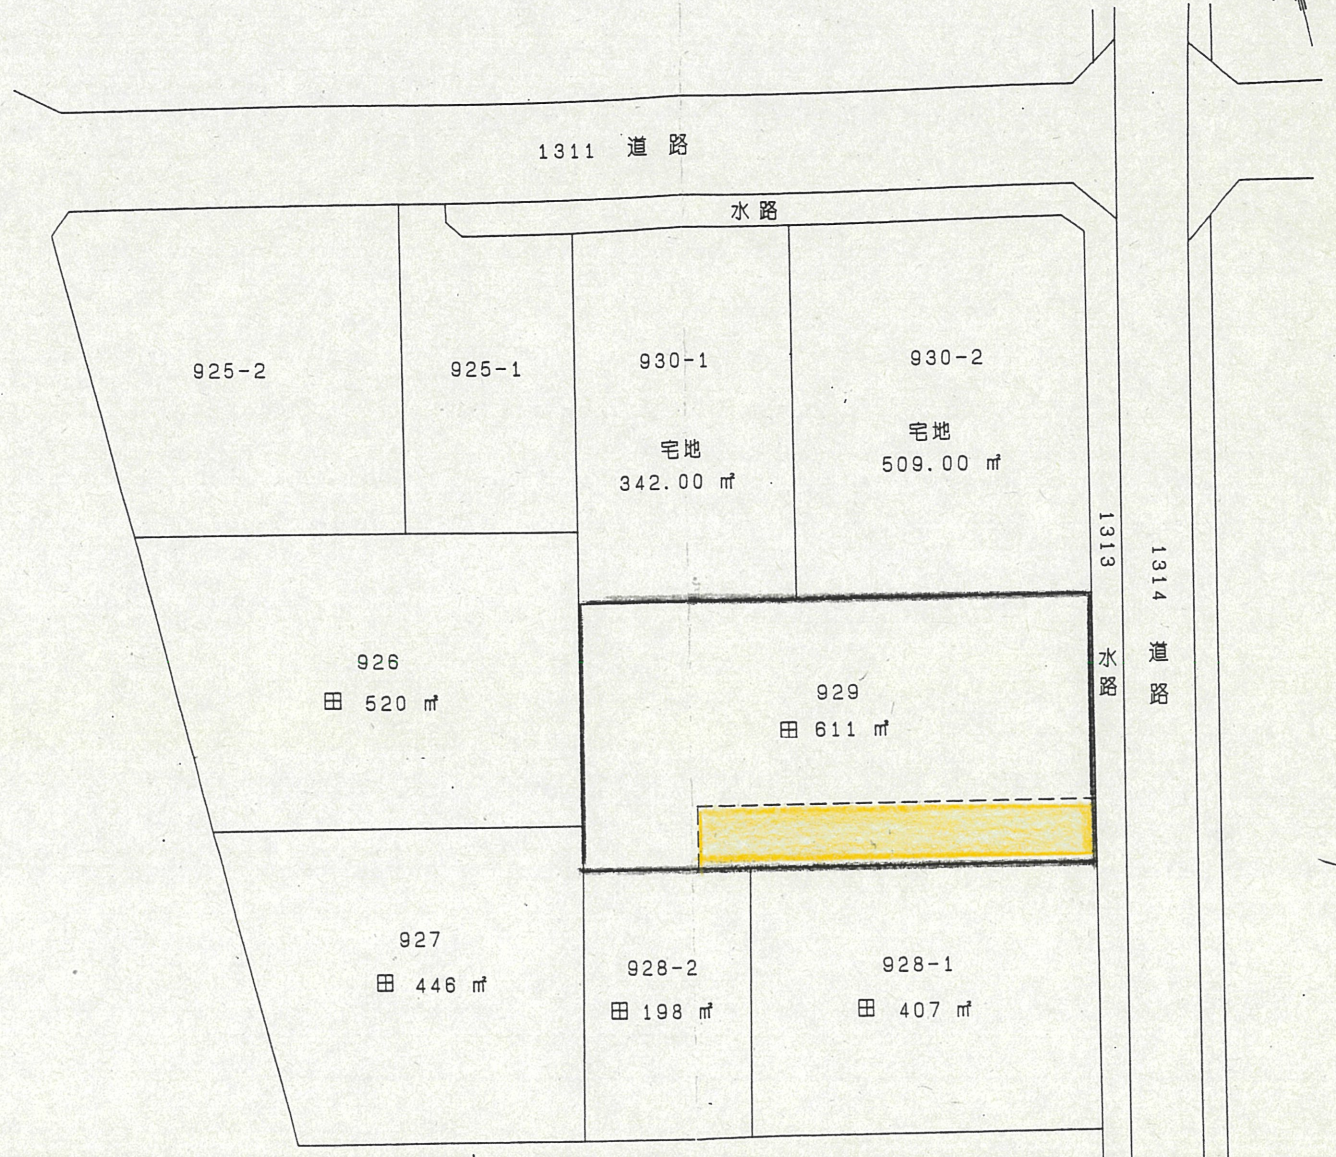 1311 道路
水路
925-2
925-1
930-1
宅地
342.00 ㎡
930-2
宅地
509.00 ㎡
1313 水路
1314 道路
926
田 520 ㎡
929
田 611 ㎡
927
田 446 ㎡
928-2
田 198 ㎡
928-1
田 407 ㎡